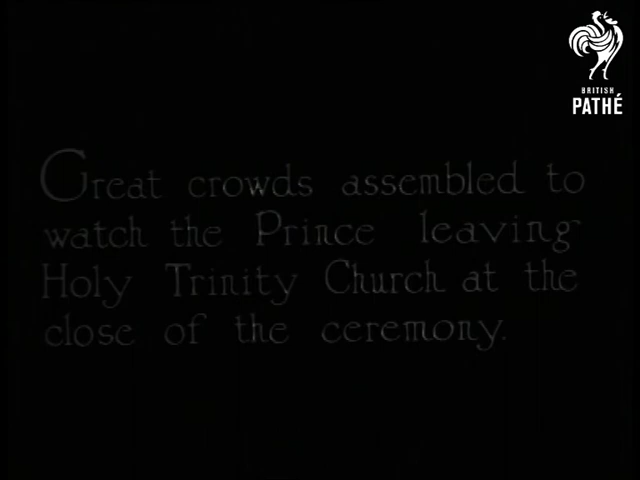 BRITISH
PATHÉ
Great crowds assembled to
watch the Prince leaving
Holy Trinity Church at the
close of the ceremony.